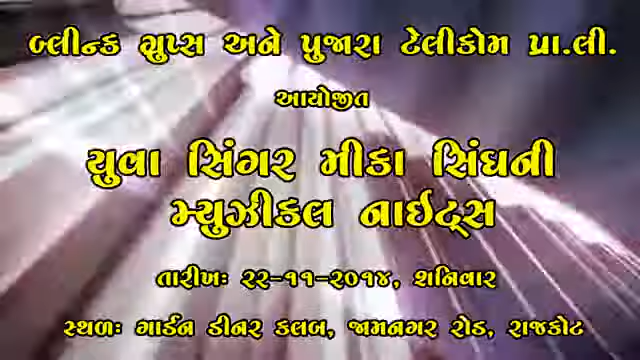 બ્લીન્ક ગ્રુપ્સ અને પુજારા ટેલીકોમ પ્રા.લી.
આયોજીત
યુવા સિંગર મીકા સિંઘની
મ્યુઝીકલ નાઈટ્સ
તારીખઃ ૨૨-૧૧-૨૦૧૪, શનિવાર
સ્થળઃ ગાર્ડન ડીનર કલબ, જામનગર રોડ, રાજકોટ